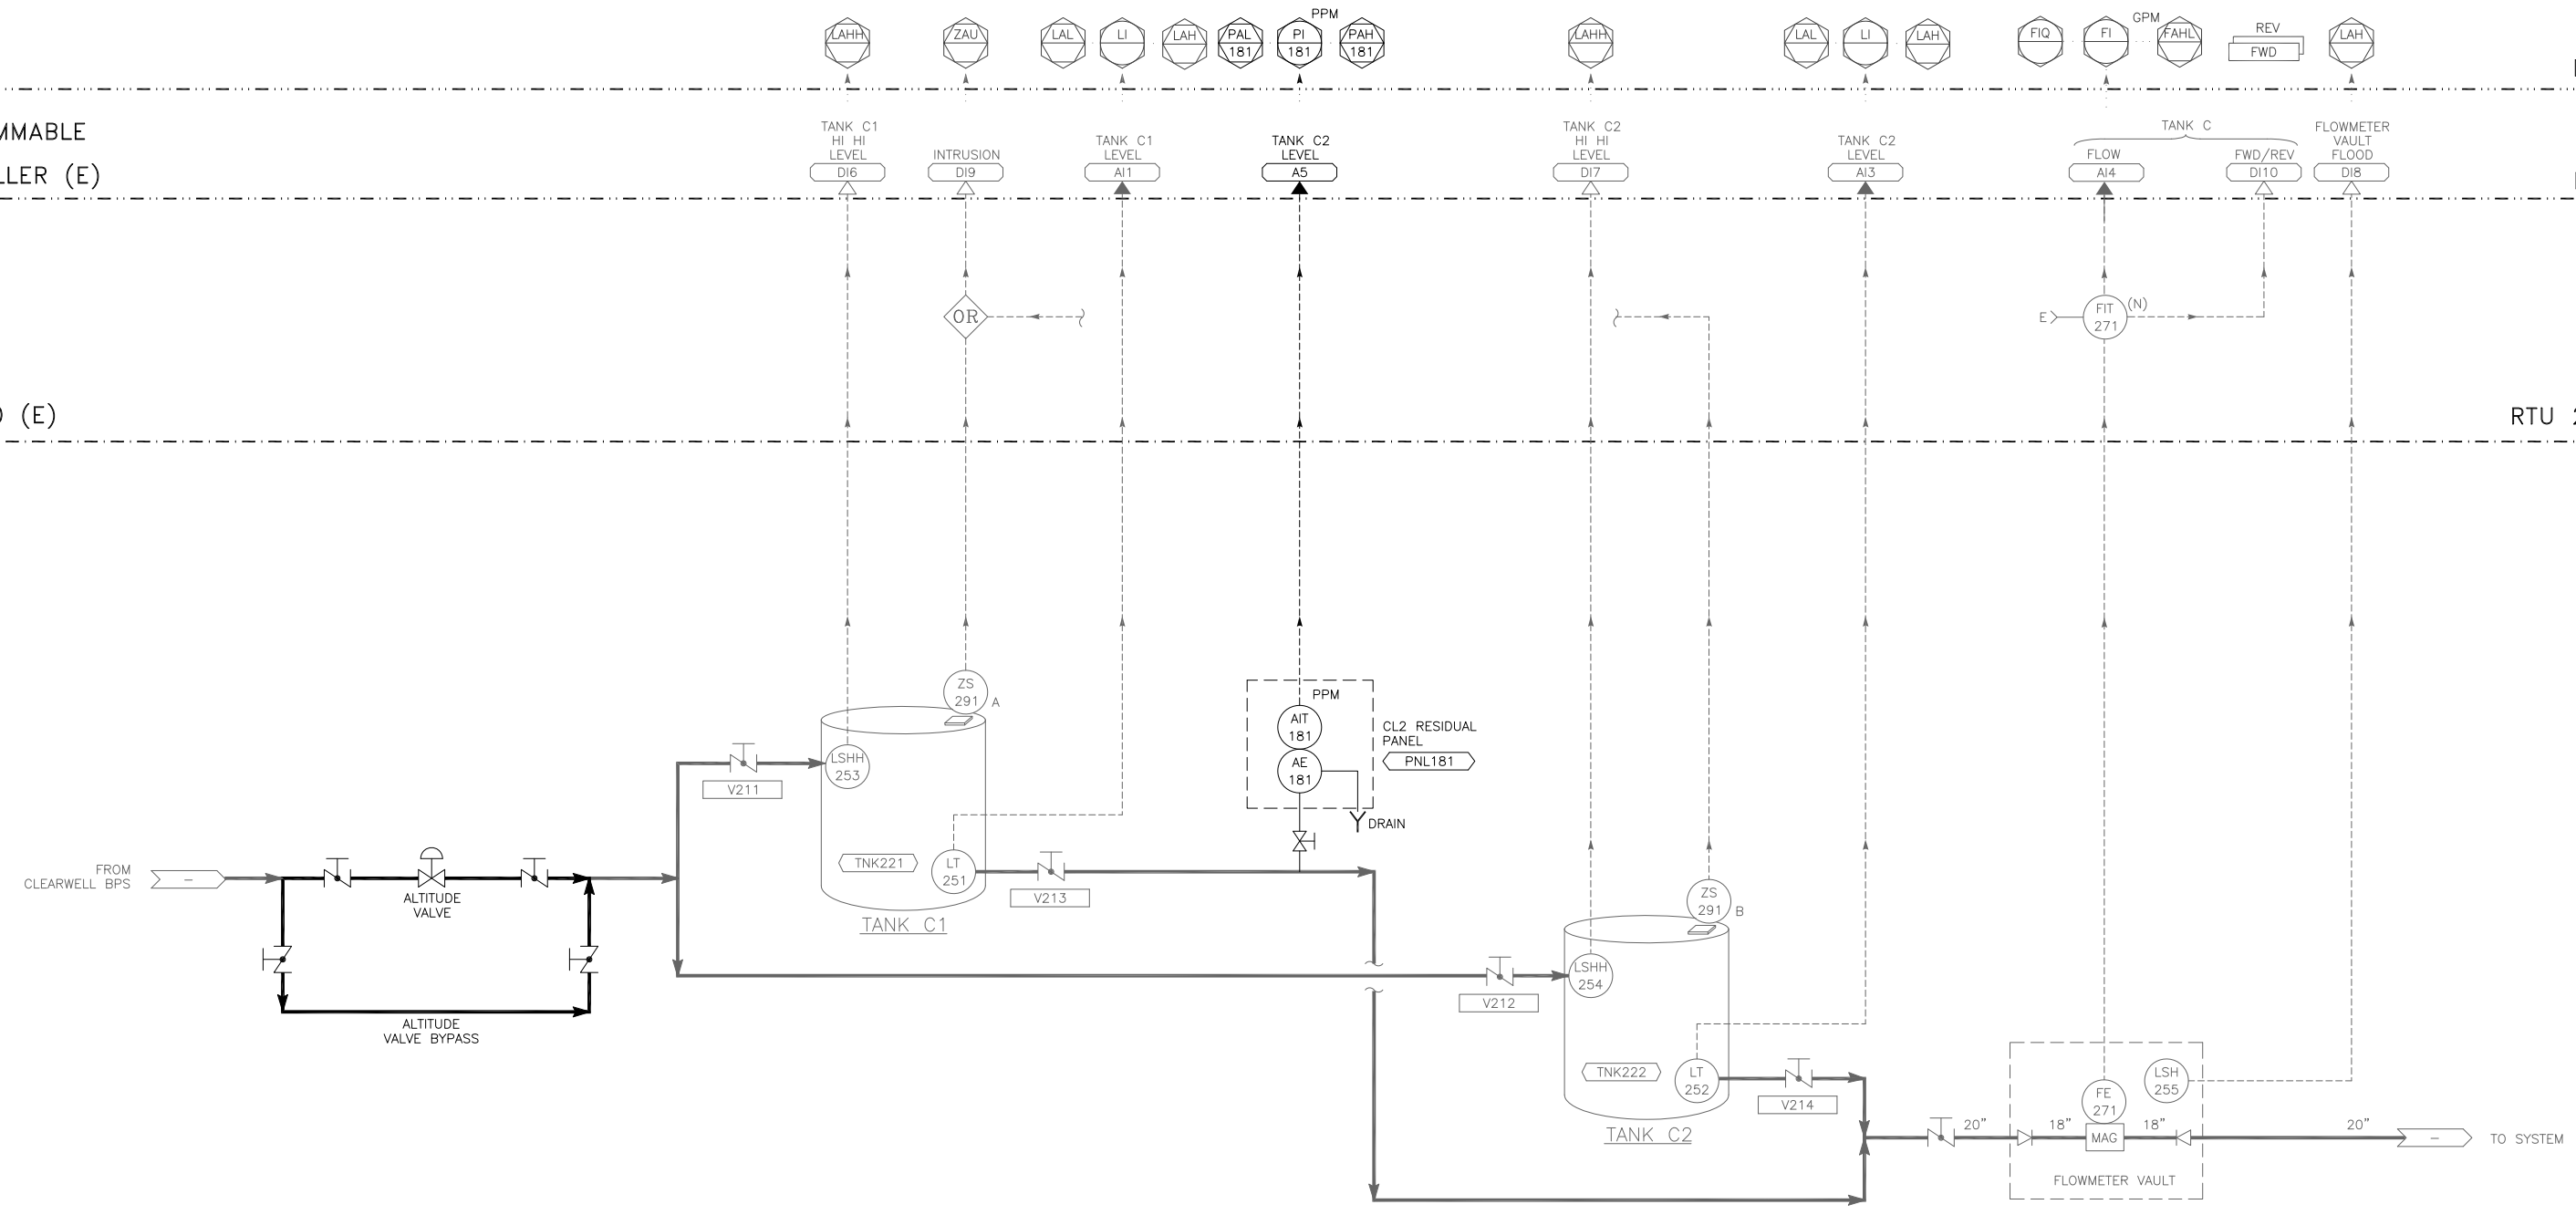 PPM
GPM
LAHH
ZAU
LAL
LI
LAH
PAL
181
PI
181
PAH
181
LAHH
LAL
LI
LAH
FIQ
FI
FAHL
REV
FWD
LAH
MMABLE
LLER (E)
TANK C1
HI HI
LEVEL
DI6
INTRUSION
DI9
TANK C1
LEVEL
AI1
TANK C2
LEVEL
A5
TANK C2
HI HI
LEVEL
DI7
TANK C2
LEVEL
AI3
TANK C
FLOW
AI4
FWD/REV
DI10
FLOWMETER
VAULT
FLOOD
DI8
OR
E
FIT
271
(N)
(E)
RTU
ZS
291
A
PPM
AIT
181
AE
181
CL2 RESIDUAL
PANEL
PNL181
DRAIN
LSHH
253
V211
TNK221
LT
251
V213
TANK C1
FROM
CLEARWELL BPS
-
ALTITUDE
VALVE
ALTITUDE
VALVE BYPASS
ZS
291
B
LSHH
254
V212
TNK222
LT
252
V214
TANK C2
20"
18"
FE
271
MAG
18"
LSH
255
20"
FLOWMETER VAULT
-
TO SYSTEM